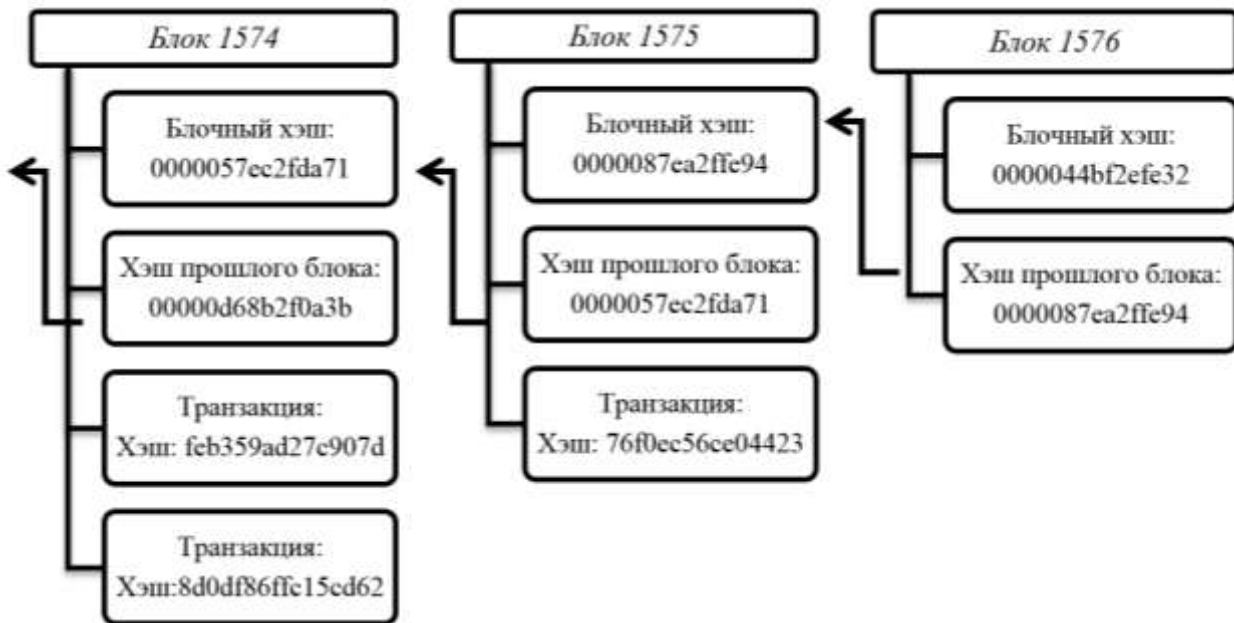 Блок 1574
Блочный хэш:
0000057ec2fda71
Хэш прошлого блока:
00000d68b2f0a3b
Транзакция:
Хэш: feb359ad27c907d
Транзакция:
Хэш:8d0df86ffc15cd62
Блок 1575
Блочный хэш:
0000087ea2ffe94
Хэш прошлого блока:
0000057ec2fda71
Транзакция:
Хэш: 76f0ec56ce04423
Блок 1576
Блочный хэш:
0000044bf2efe32
Хэш прошлого блока:
0000087ea2ffe94